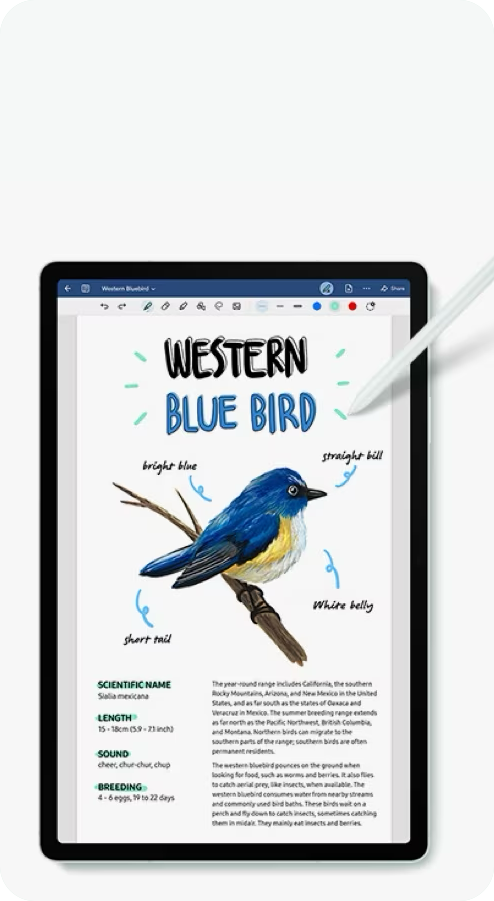 Western Bluebird
Share
WESTERN
BLUE BIRD
bright blue
straight bill
White belly
short tail
SCIENTIFIC NAME
Sialia mexicana
LENGTH
15 - 18cm (5.9 - 7.1 inch)
SOUND
cheer, chur-chur, chup
BREEDING
4 - 6 eggs, 19 to 22 days
The year-round range includes California, the southern
Rocky Mountains, Arizona, and New Mexico in the United
States, and as far south as the states of Oaxaca and
Veracruz in Mexico. The summer breeding range extends
as far north as the Pacific Northwest, British Columbia,
and Montana. Northern birds can migrate to the
southern parts of the range; southern birds are often
permanent residents.
The western bluebird pounces on the ground when
looking for food, such as worms and berries. It also flies
to catch aerial prey, like insects, when available. The
western bluebird consumes water from nearby streams
and commonly used bird baths. These birds wait on a
perch and fly down to catch insects, sometimes catching
them in midair. They mainly eat insects and berries.